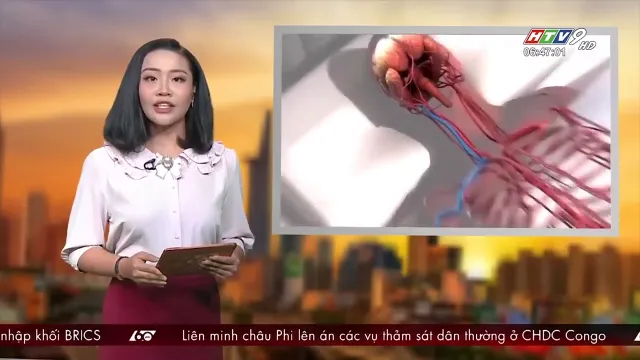 HTV9 HD
06:47:01
nhập khối BRICS 60 Liên minh châu Phi lên án các vụ thảm sát dân thường ở CHDC Congo